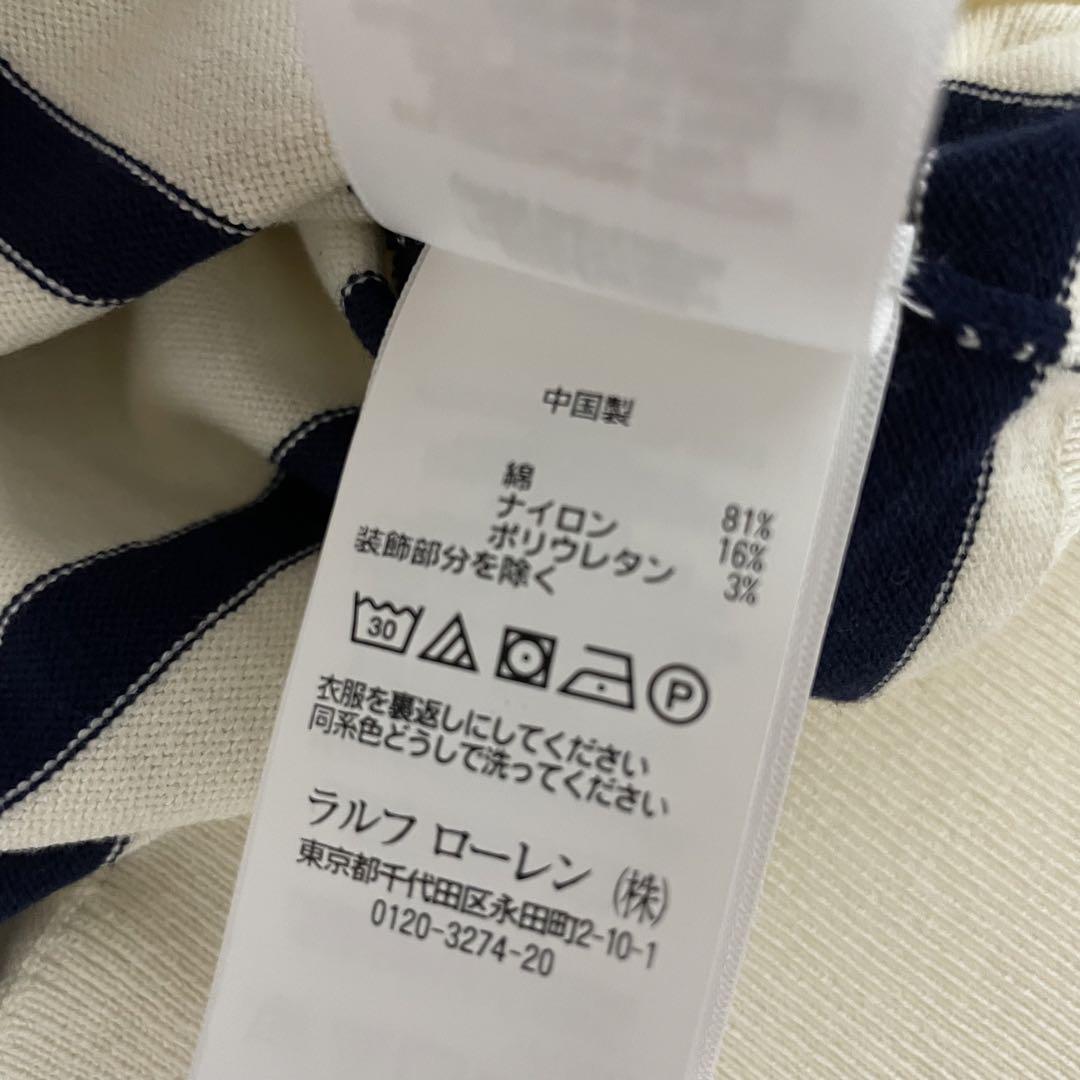 中国製
綿 81%
ナイロン 16%
ポリウレタン 3%
装飾部分を除く
30 P
衣服を裏返しにしてください
同系色どうしで洗ってください
ラルフ ローレン (株)
東京都千代田区永田町2-10-1
0120-3274-20